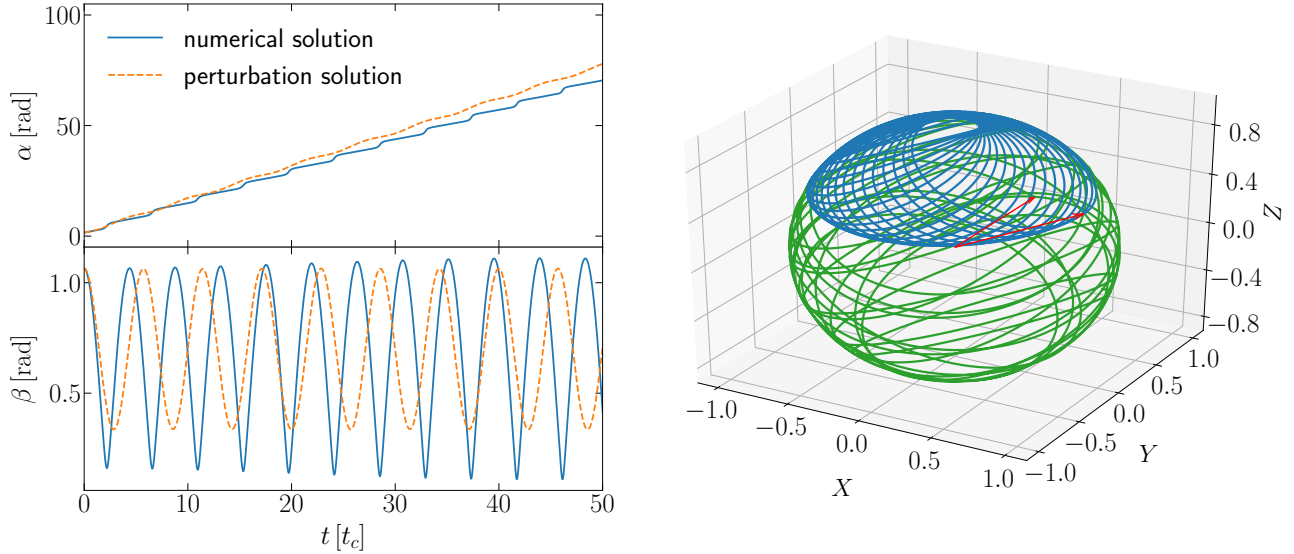 100
50
0
α [rad]
numerical solution
perturbation solution
1.0
0.5
β [rad]
0 10 20 30 40 50
t [t_c]
0.8
0.4
0.0
−0.4
−0.8
Z
−1.0 −0.5 0.0 0.5 1.0
X
−1.0 −0.5 0.0 0.5 1.0
Y